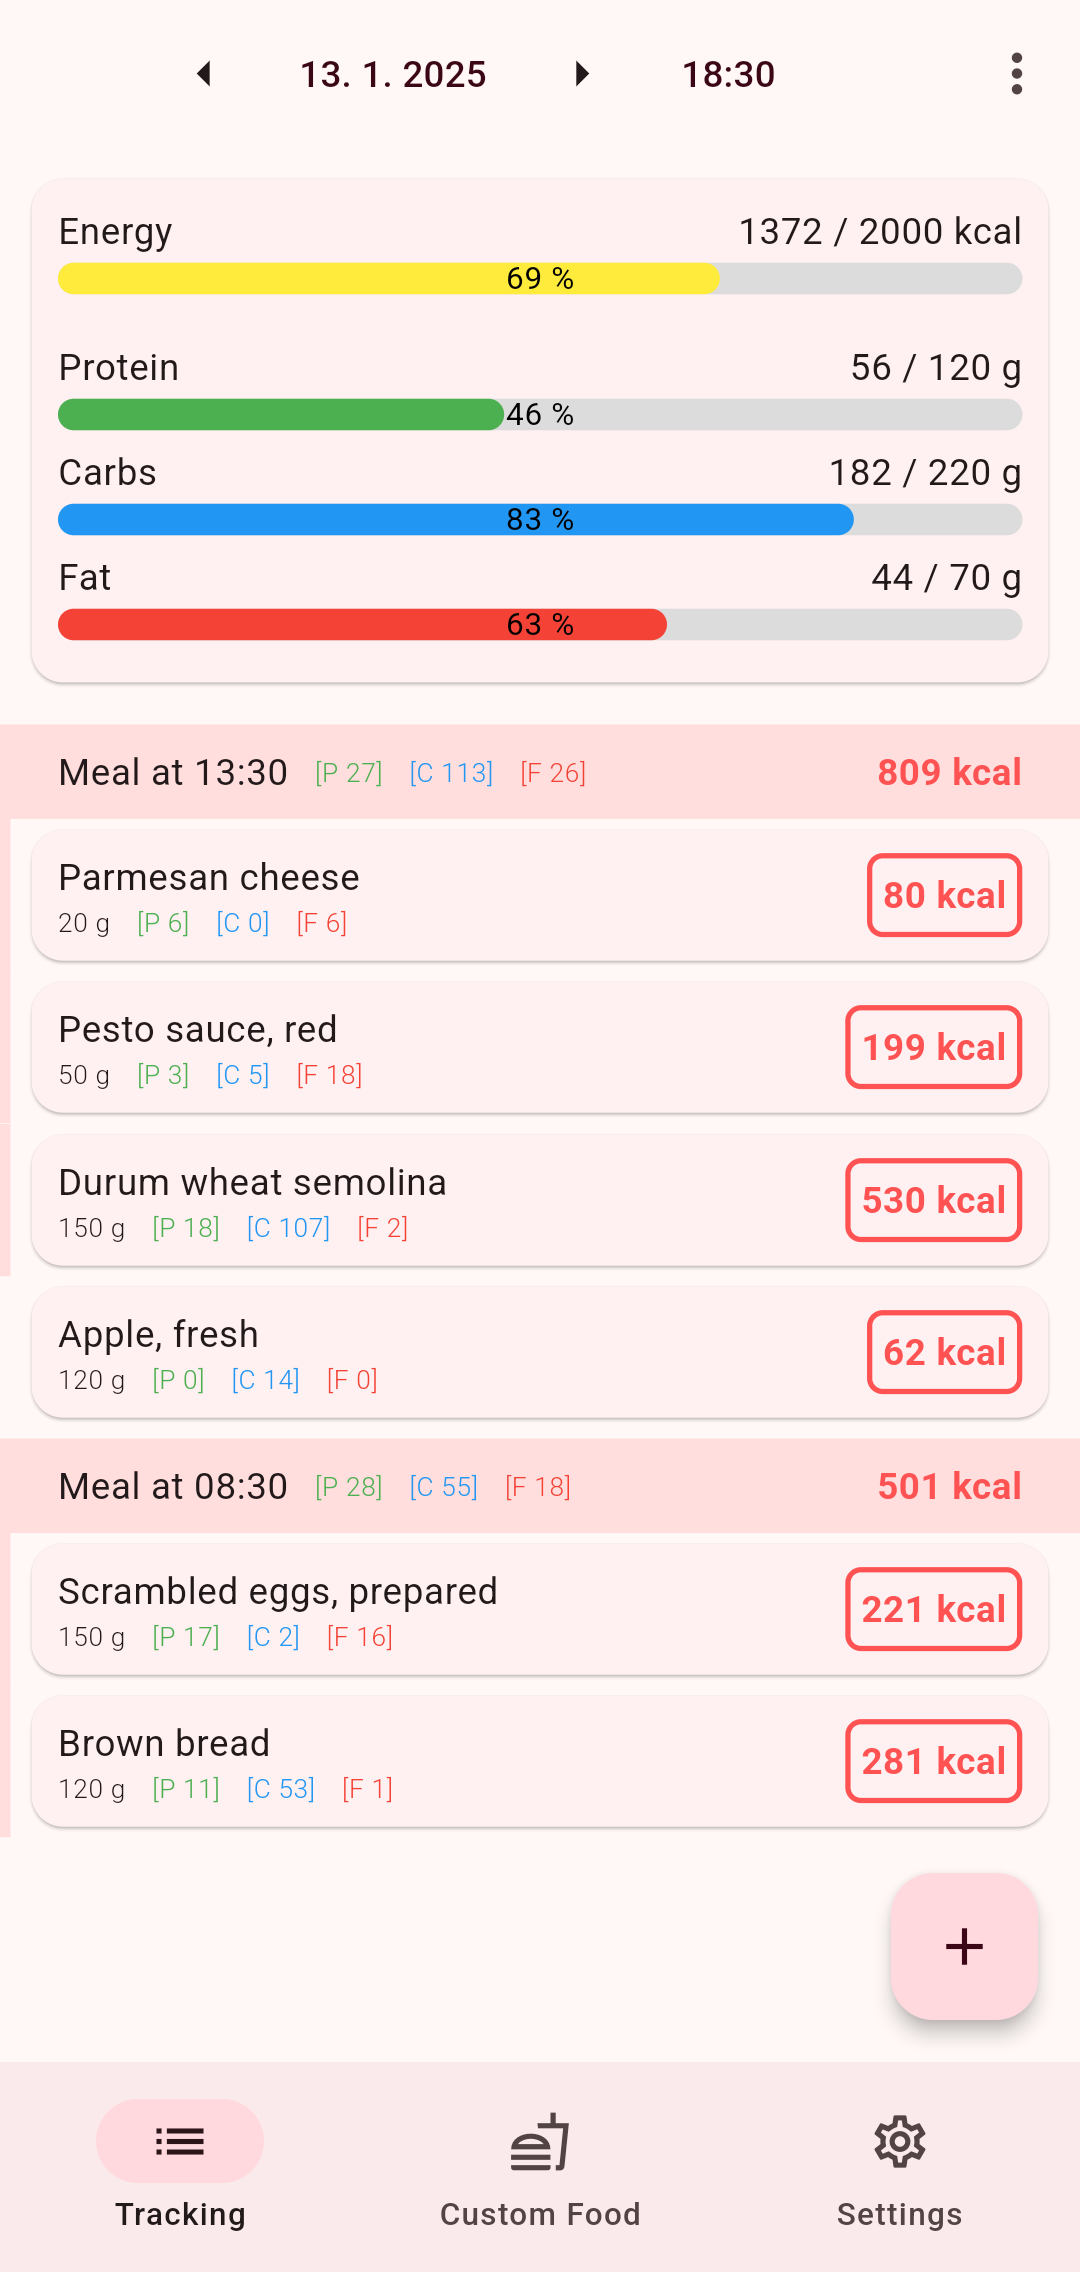 13. 1. 2025 18:30
Energy 1372 / 2000 kcal
69 %
Protein 56 / 120 g
46 %
Carbs 182 / 220 g
83 %
Fat 44 / 70 g
63 %
Meal at 13:30 [P 27] [C 113] [F 26] 809 kcal
Parmesan cheese
20 g [P 6] [C 0] [F 6]
80 kcal
Pesto sauce, red
50 g [P 3] [C 5] [F 18]
199 kcal
Durum wheat semolina
150 g [P 18] [C 107] [F 2]
530 kcal
Apple, fresh
120 g [P 0] [C 14] [F 0]
62 kcal
Meal at 08:30 [P 28] [C 55] [F 18] 501 kcal
Scrambled eggs, prepared
150 g [P 17] [C 2] [F 16]
221 kcal
Brown bread
120 g [P 11] [C 53] [F 1]
281 kcal
Tracking Custom Food Settings